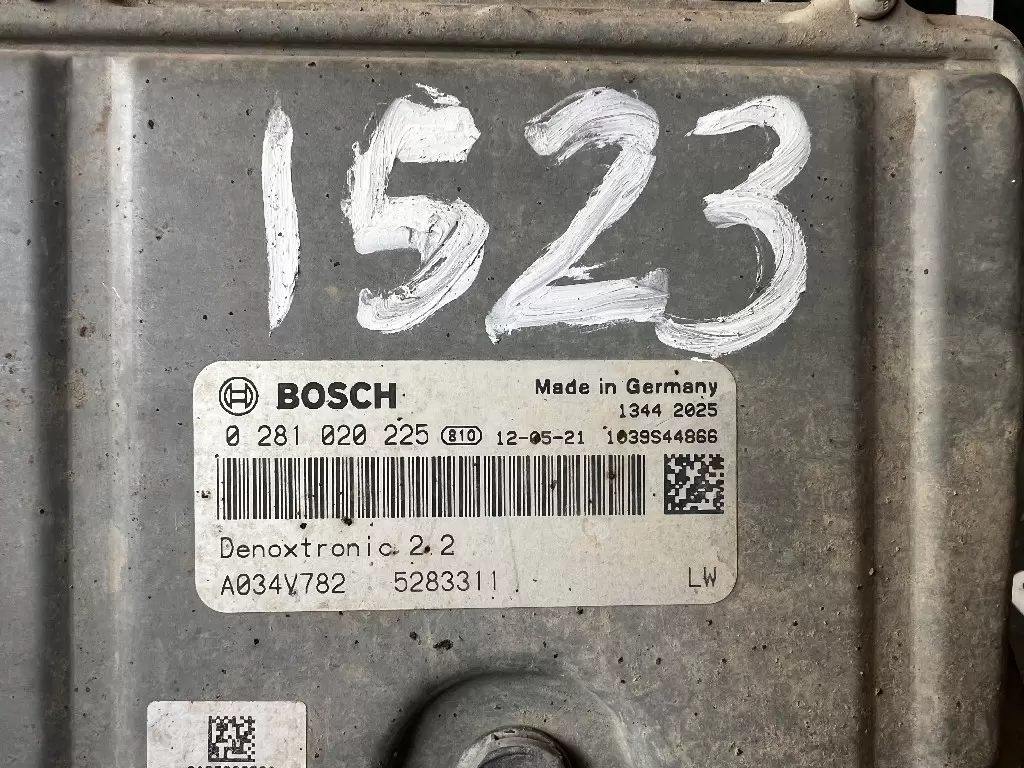 1523
BOSCH Made in Germany
1344 2025
0 281 020 225 810 12-05-21 1039S44866
Denoxtronic 2.2
A034V782 5283311 LW